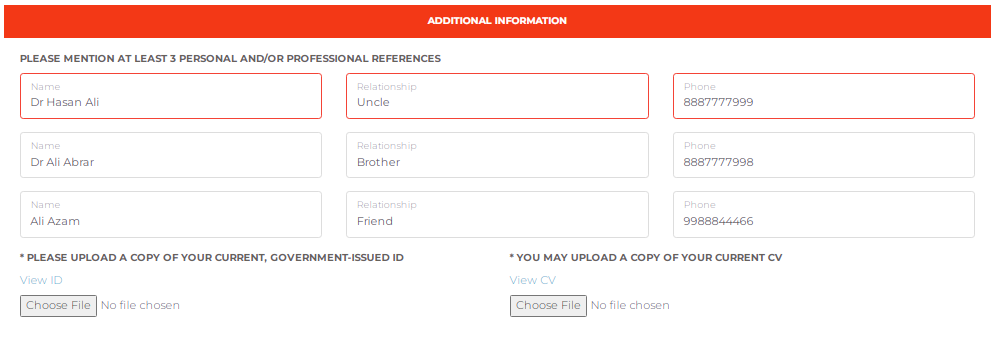 ADDITIONAL INFORMATION
PLEASE MENTION AT LEAST 3 PERSONAL AND/OR PROFESSIONAL REFERENCES
Name Relationship Phone
Dr Hasan Ali Uncle 8887777999
Name Relationship Phone
Dr Ali Abrar Brother 8887777998
Name Relationship Phone
Ali Azam Friend 9988844466
* PLEASE UPLOAD A COPY OF YOUR CURRENT, GOVERNMENT-ISSUED ID * YOU MAY UPLOAD A COPY OF YOUR CURRENT CV
View ID View CV
Choose File No file chosen Choose File No file chosen